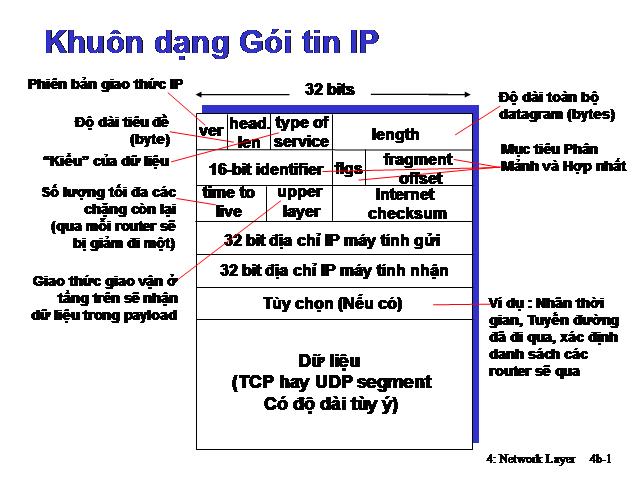 Khuôn dạng Gói tin IP
Phiên bản giao thức IP
32 bits
Độ dài toàn bộ
datagram (bytes)
Độ dài tiêu đề
(byte)
ver
head.
len
type of
service
length
“Kiểu” của dữ liệu
Mục tiêu Phân
Mảnh và Hợp nhất
16-bit identifier
flgs
fragment
offset
Số lượng tối đa các
chặng còn lại
(qua mỗi router sẽ
bị giảm đi một)
time to
live
upper
layer
Internet
checksum
32 bit địa chỉ IP máy tính gửi
32 bit địa chỉ IP máy tính nhận
Giao thức giao vận ở
tầng trên sẽ nhận
dữ liệu trong payload
Tùy chọn (Nếu có)
Ví dụ : Nhãn thời
gian, Tuyến đường
đã đi qua, xác định
danh sách các
router sẽ qua
Dữ liệu
(TCP hay UDP segment
Có độ dài tùy ý)
4: Network Layer 4b-1